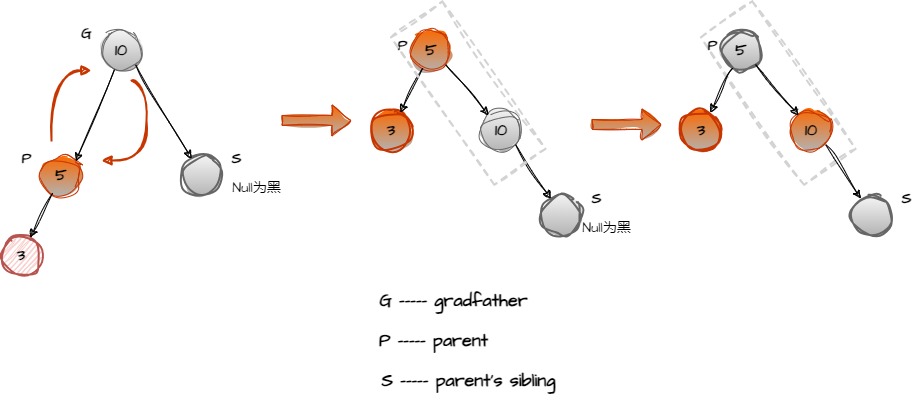 G
10
P
5
S
Null为黑
3
P
5
3
10
S
Null为黑
P
5
3
10
S
G ----- gradfather
P ----- parent
S ----- parent's sibling